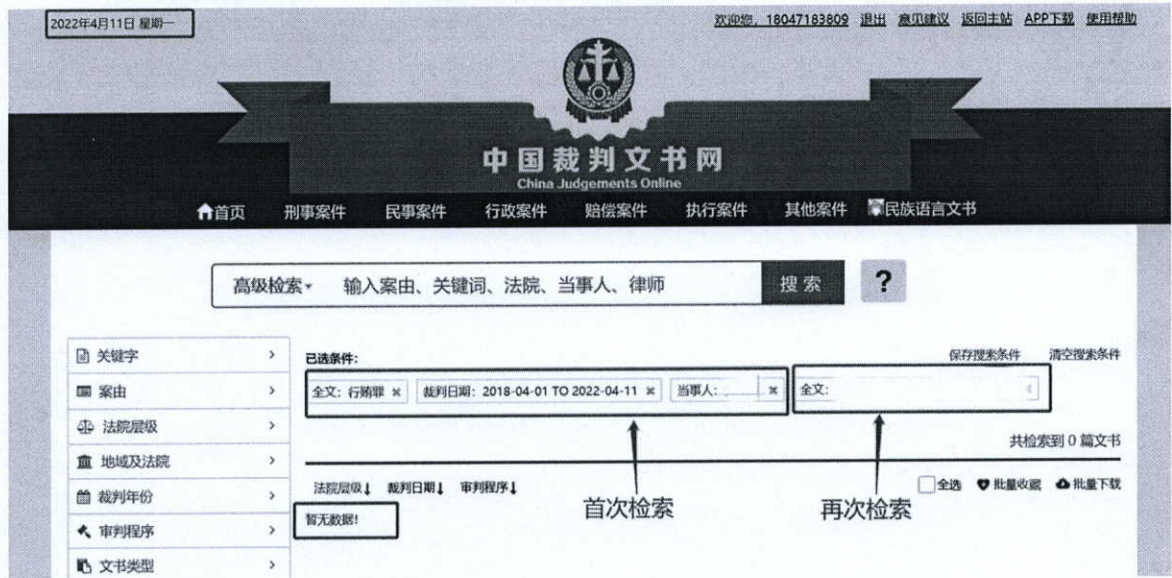 2022年4月11日 星期一
欢迎您，18047183809 退出 意见建议 返回主站 APP下载 使用帮助
中国裁判文书网
China Judgements Online
首页 刑事案件 民事案件 行政案件 赔偿案件 执行案件 其他案件 民族语言文书
高级检索 输入案由、关键词、法院、当事人、律师 搜索 ?
关键字
案由
法院层级
地域及法院
裁判年份
审判程序
文书类型
已选条件：
保存搜索条件 清空搜索条件
全文：行贿罪 × 裁判日期：2018-04-01 TO 2022-04-11 × 当事人： × 全文：
共检索到 0 篇文书
法院层级↓ 裁判日期↓ 审判程序↓
全选 批量收藏 批量下载
暂无数据!
首次检索
再次检索